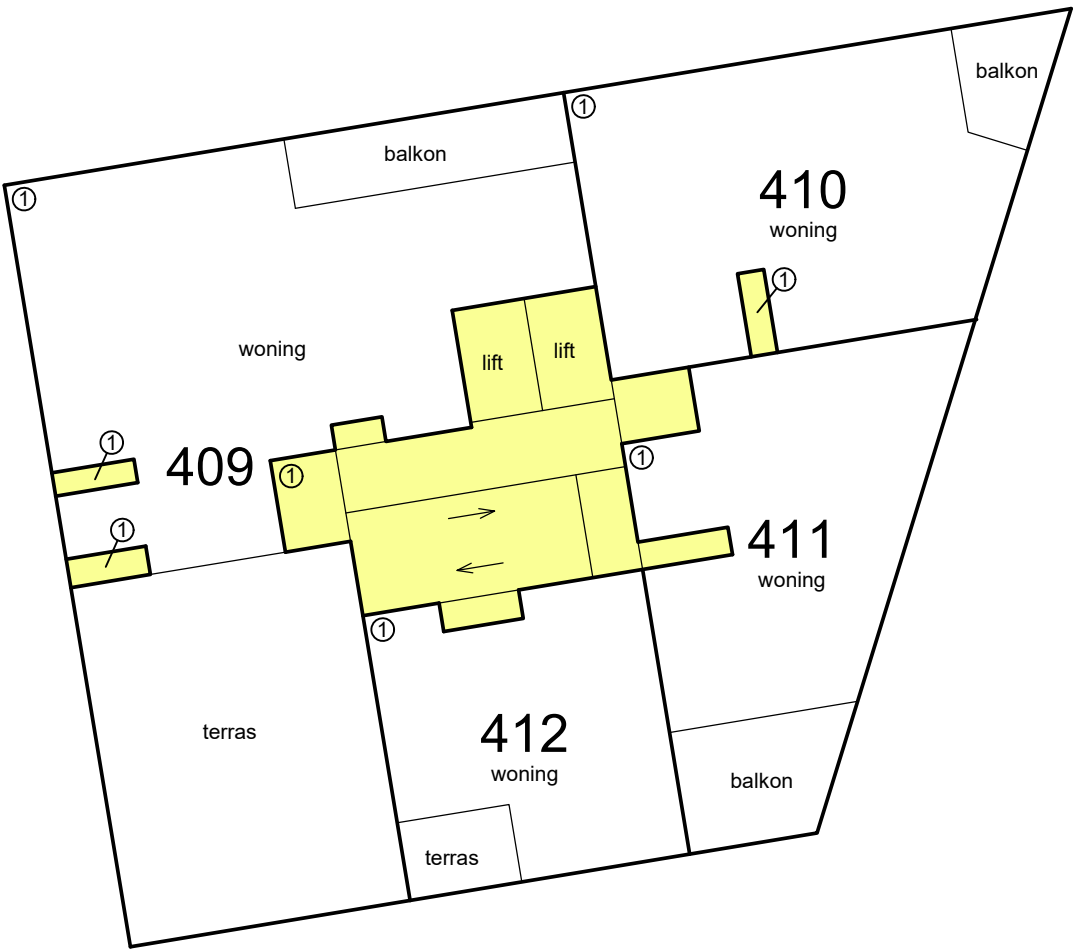 balkon
①
balkon
410
①
woning
①
woning
lift
lift
①
409
①
①
①
411
woning
①
terras
412
woning
balkon
terras